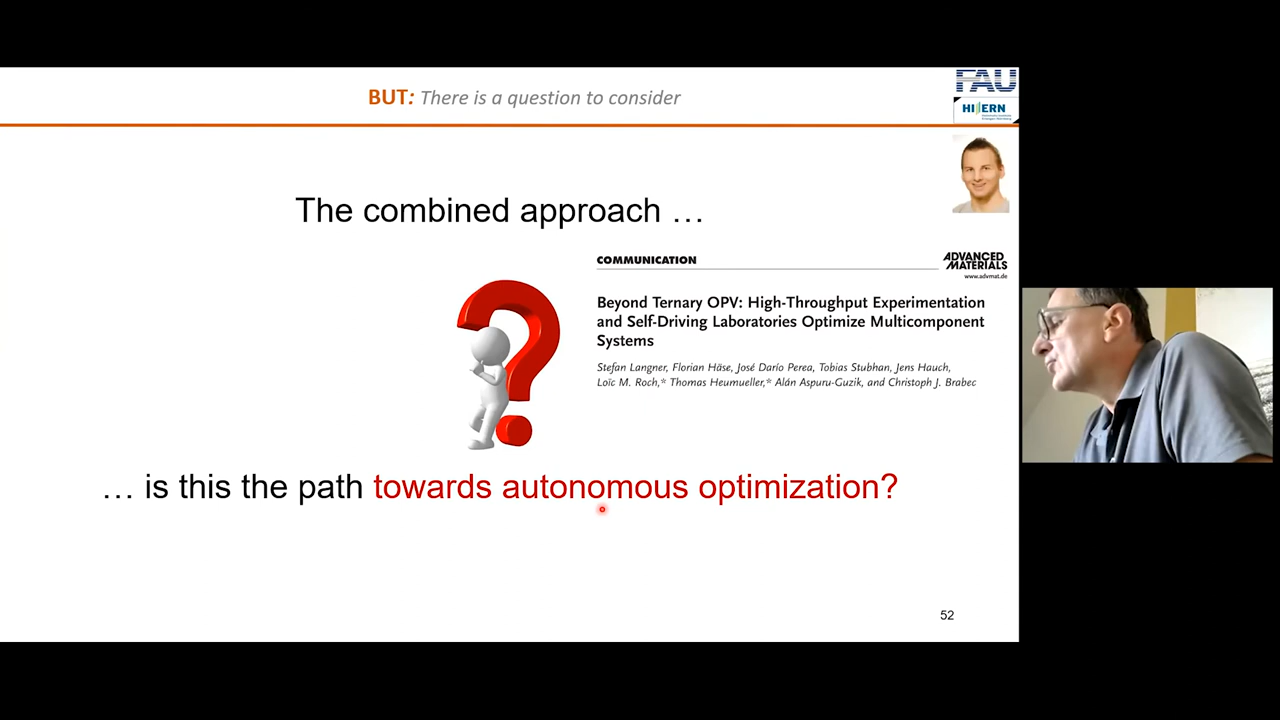 BUT: There is a question to consider
FAU
HI ERN
The combined approach …
COMMUNICATION
ADVANCED
MATERIALS
www.advmat.de
Beyond Ternary OPV: High-Throughput Experimentation
and Self-Driving Laboratories Optimize Multicomponent
Systems
Stefan Langner, Florian Häse, José Darío Perea, Tobias Stubhan, Jens Hauch,
Loïc M. Roch,* Thomas Heumueller,* Alán Aspuru-Guzik, and Christoph J. Brabec
… is this the path towards autonomous optimization?
52